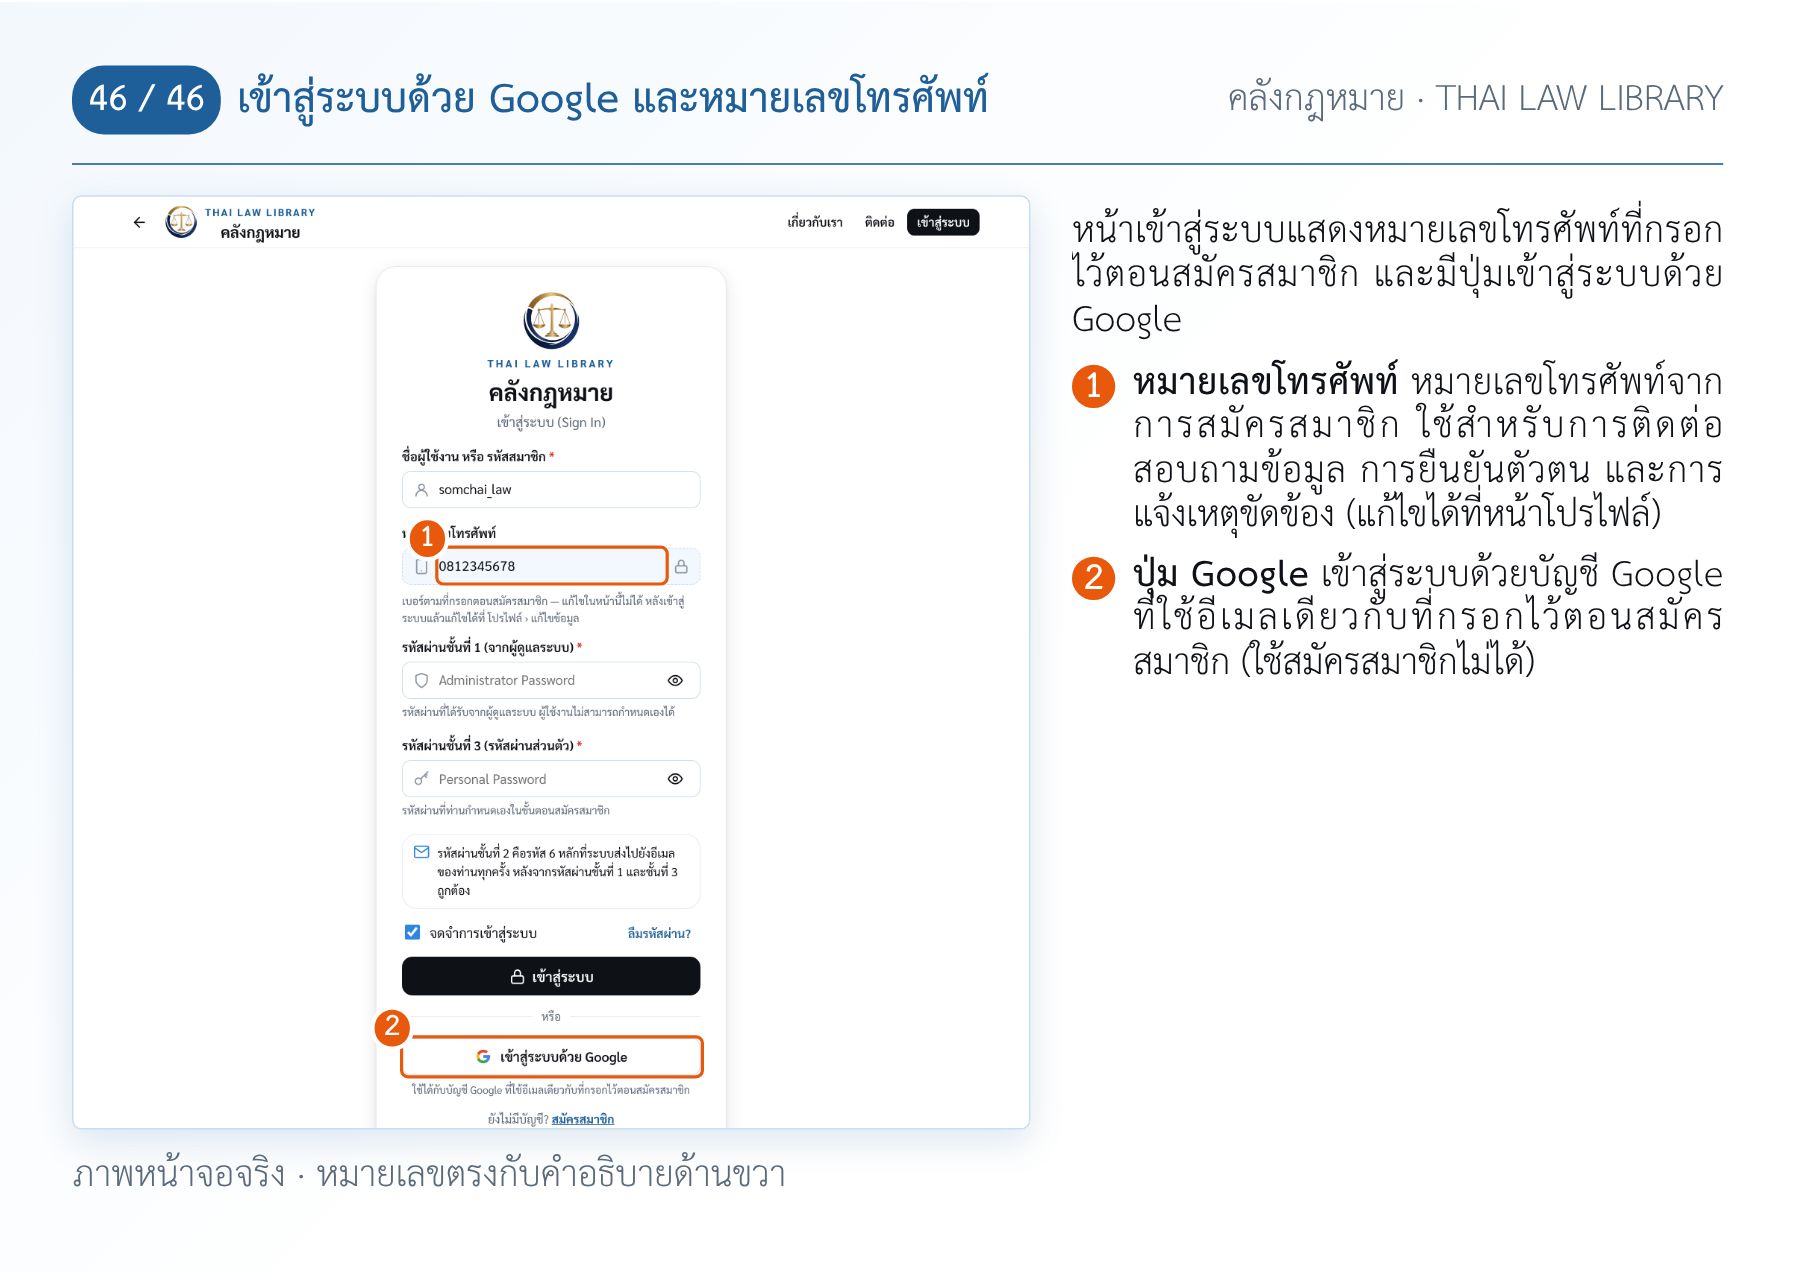 46 / 46 เข้าสู่ระบบด้วย Google และหมายเลขโทรศัพท์
คลังกฎหมาย · THAI LAW LIBRARY
THAI LAW LIBRARY
คลังกฎหมาย
เกี่ยวกับเรา ติดต่อ เข้าสู่ระบบ
THAI LAW LIBRARY
คลังกฎหมาย
เข้าสู่ระบบ (Sign In)
ชื่อผู้ใช้งาน หรือ รหัสสมาชิก *
somchai_law
1 โทรศัพท์
0812345678
เบอร์ตามที่กรอกตอนสมัครสมาชิก — แก้ไขในหน้านี้ไม่ได้ หลังเข้าสู่
ระบบแล้วแก้ไขได้ที่ โปรไฟล์ › แก้ไขข้อมูล
รหัสผ่านชั้นที่ 1 (จากผู้ดูแลระบบ) *
Administrator Password
รหัสผ่านที่ได้รับจากผู้ดูแลระบบ ผู้ใช้งานไม่สามารถกำหนดเองได้
รหัสผ่านชั้นที่ 3 (รหัสผ่านส่วนตัว) *
Personal Password
รหัสผ่านที่ท่านกำหนดเองในขั้นตอนสมัครสมาชิก
รหัสผ่านชั้นที่ 2 คือรหัส 6 หลักที่ระบบส่งไปยังอีเมล
ของท่านทุกครั้ง หลังจากรหัสผ่านชั้นที่ 1 และชั้นที่ 3
ถูกต้อง
จดจำการเข้าสู่ระบบ ลืมรหัสผ่าน?
เข้าสู่ระบบ
หรือ
2
เข้าสู่ระบบด้วย Google
ใช้ได้กับบัญชี Google ที่ใช้อีเมลเดียวกับที่กรอกไว้ตอนสมัครสมาชิก
ยังไม่มีบัญชี? สมัครสมาชิก
ภาพหน้าจอจริง · หมายเลขตรงกับคำอธิบายด้านขวา
หน้าเข้าสู่ระบบแสดงหมายเลขโทรศัพท์ที่กรอก
ไว้ตอนสมัครสมาชิก และมีปุ่มเข้าสู่ระบบด้วย
Google
1 หมายเลขโทรศัพท์ หมายเลขโทรศัพท์จาก
การสมัครสมาชิก ใช้สำหรับการติดต่อ
สอบถามข้อมูล การยืนยันตัวตน และการ
แจ้งเหตุขัดข้อง (แก้ไขได้ที่หน้าโปรไฟล์)
2 ปุ่ม Google เข้าสู่ระบบด้วยบัญชี Google
ที่ใช้อีเมลเดียวกับที่กรอกไว้ตอนสมัคร
สมาชิก (ใช้สมัครสมาชิกไม่ได้)